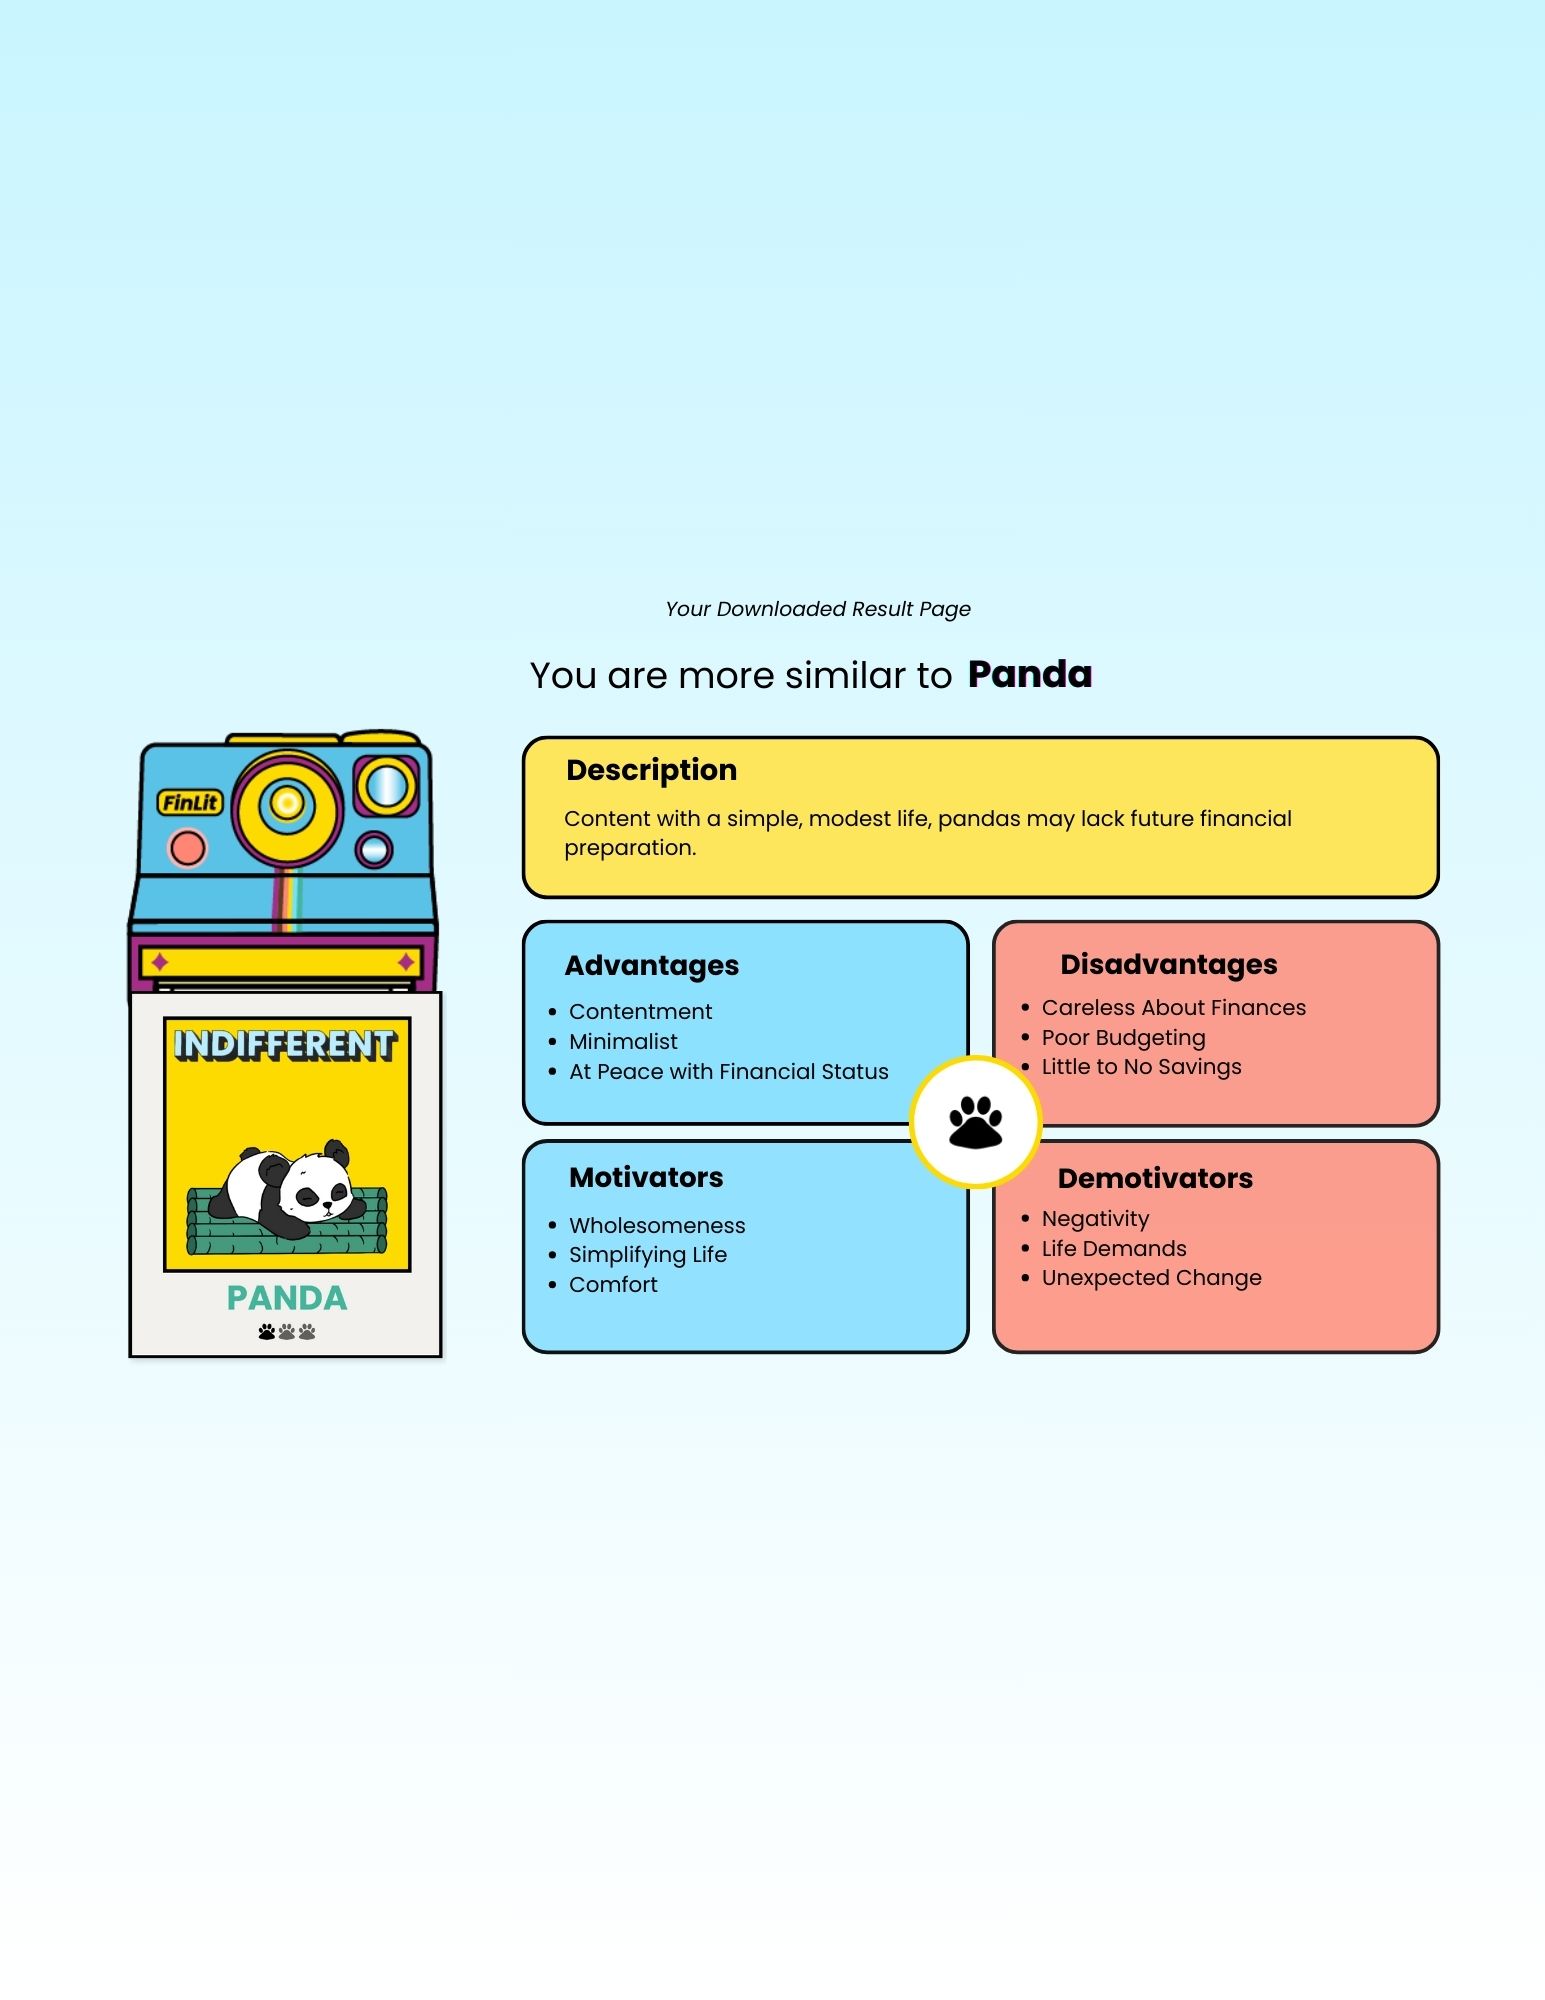 Your Downloaded Result Page
You are more similar to Panda
FinLit
INDIFFERENT
PANDA
Description
Content with a simple, modest life, pandas may lack future financial
preparation.
Advantages
• Contentment
• Minimalist
• At Peace with Financial Status
Disadvantages
• Careless About Finances
• Poor Budgeting
• Little to No Savings
Motivators
• Wholesomeness
• Simplifying Life
• Comfort
Demotivators
• Negativity
• Life Demands
• Unexpected Change